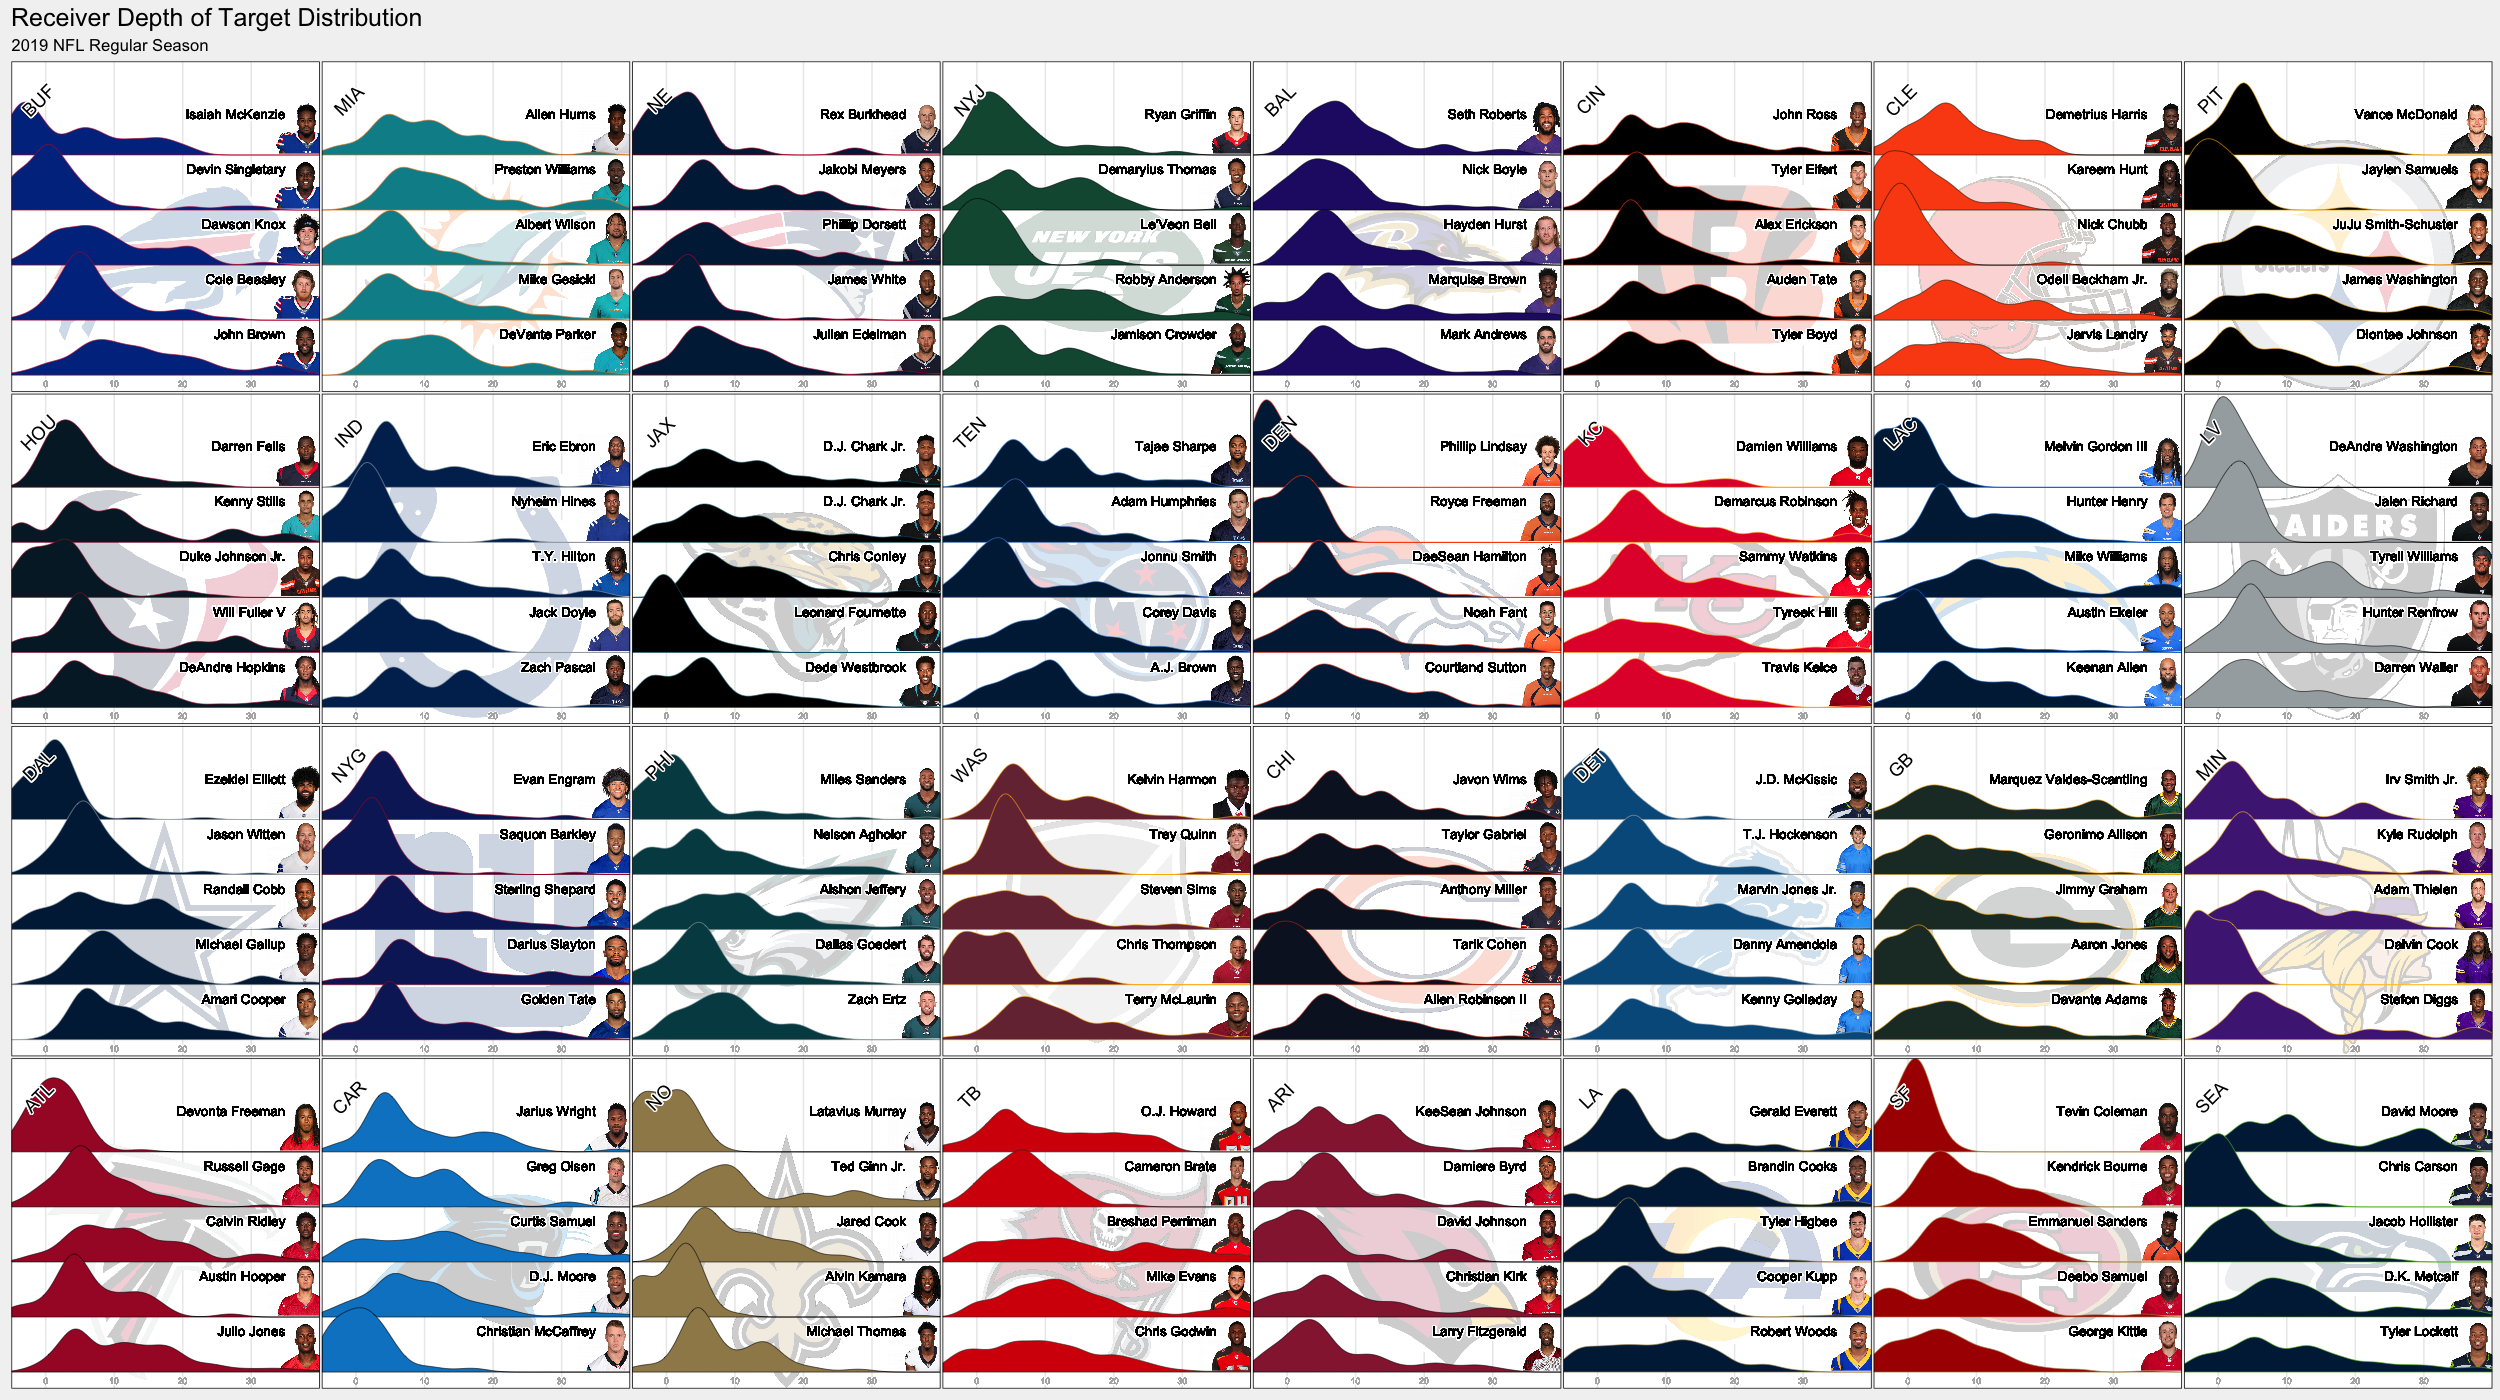 Receiver Depth of Target Distribution
2019 NFL Regular Season
BUF
Isaiah McKenzie
Devin Singletary
Dawson Knox
Cole Beasley
John Brown
0 10 20 30
MIA
Allen Hurns
Preston Williams
Albert Wilson
Mike Gesicki
DeVante Parker
0 10 20 30
NE
Rex Burkhead
Jakobi Meyers
Phillip Dorsett
James White
Julian Edelman
0 10 20 30
NYJ
Ryan Griffin
Demaryius Thomas
Le'Veon Bell
NEW YORK
JETS
Robby Anderson
Jamison Crowder
0 10 20 30
BAL
Seth Roberts
Nick Boyle
Hayden Hurst
Marquise Brown
Mark Andrews
0 10 20 30
CIN
John Ross
Tyler Eifert
Alex Erickson
Auden Tate
Tyler Boyd
0 10 20 30
CLE
Demetrius Harris
Kareem Hunt
Nick Chubb
Odell Beckham Jr.
Jarvis Landry
0 10 20 30
PIT
Vance McDonald
Jaylen Samuels
JuJu Smith-Schuster
Steelers
James Washington
Diontae Johnson
0 10 20 30
HOU
Darren Fells
Kenny Stills
Duke Johnson Jr.
Will Fuller V
DeAndre Hopkins
0 10 20 30
IND
Eric Ebron
Nyheim Hines
T.Y. Hilton
Jack Doyle
Zach Pascal
0 10 20 30
JAX
D.J. Chark Jr.
D.J. Chark Jr.
Chris Conley
Leonard Fournette
Dede Westbrook
0 10 20 30
TEN
Tajae Sharpe
Adam Humphries
Jonnu Smith
Corey Davis
A.J. Brown
0 10 20 30
DEN
Phillip Lindsay
Royce Freeman
DaeSean Hamilton
Noah Fant
Courtland Sutton
0 10 20 30
KC
Damien Williams
Demarcus Robinson
Sammy Watkins
KC
Tyreek Hill
Travis Kelce
0 10 20 30
LAC
Melvin Gordon III
Hunter Henry
Mike Williams
Austin Ekeler
Keenan Allen
0 10 20 30
LV
DeAndre Washington
Jalen Richard
RAIDERS
Tyrell Williams
Hunter Renfrow
Darren Waller
0 10 20 30
DAL
Ezekiel Elliott
Jason Witten
Randall Cobb
Michael Gallup
Amari Cooper
0 10 20 30
NYG
Evan Engram
Saquon Barkley
ny
Sterling Shepard
Darius Slayton
Golden Tate
0 10 20 30
PHI
Miles Sanders
Nelson Agholor
Alshon Jeffery
Dallas Goedert
Zach Ertz
0 10 20 30
WAS
Kelvin Harmon
Trey Quinn
Steven Sims
Chris Thompson
Terry McLaurin
0 10 20 30
CHI
Javon Wims
Taylor Gabriel
Anthony Miller
Tarik Cohen
Allen Robinson II
0 10 20 30
DET
J.D. McKissic
T.J. Hockenson
Marvin Jones Jr.
Danny Amendola
Kenny Golladay
0 10 20 30
GB
Marquez Valdes-Scantling
Geronimo Allison
Jimmy Graham
Aaron Jones
Davante Adams
0 10 20 30
MIN
Irv Smith Jr.
Kyle Rudolph
Adam Thielen
Dalvin Cook
Stefon Diggs
0 10 20 30
ATL
Devonta Freeman
Russell Gage
Calvin Ridley
Austin Hooper
Julio Jones
0 10 20 30
CAR
Jarius Wright
Greg Olsen
Curtis Samuel
D.J. Moore
Christian McCaffrey
0 10 20 30
NO
Latavius Murray
Ted Ginn Jr.
Jared Cook
Alvin Kamara
Michael Thomas
0 10 20 30
TB
O.J. Howard
Cameron Brate
Breshad Perriman
Mike Evans
Chris Godwin
0 10 20 30
ARI
KeeSean Johnson
Damiere Byrd
David Johnson
Christian Kirk
Larry Fitzgerald
0 10 20 30
LA
Gerald Everett
Brandin Cooks
Tyler Higbee
Cooper Kupp
Robert Woods
0 10 20 30
SF
Tevin Coleman
Kendrick Bourne
Emmanuel Sanders
Deebo Samuel
George Kittle
0 10 20 30
SEA
David Moore
Chris Carson
Jacob Hollister
D.K. Metcalf
Tyler Lockett
0 10 20 30